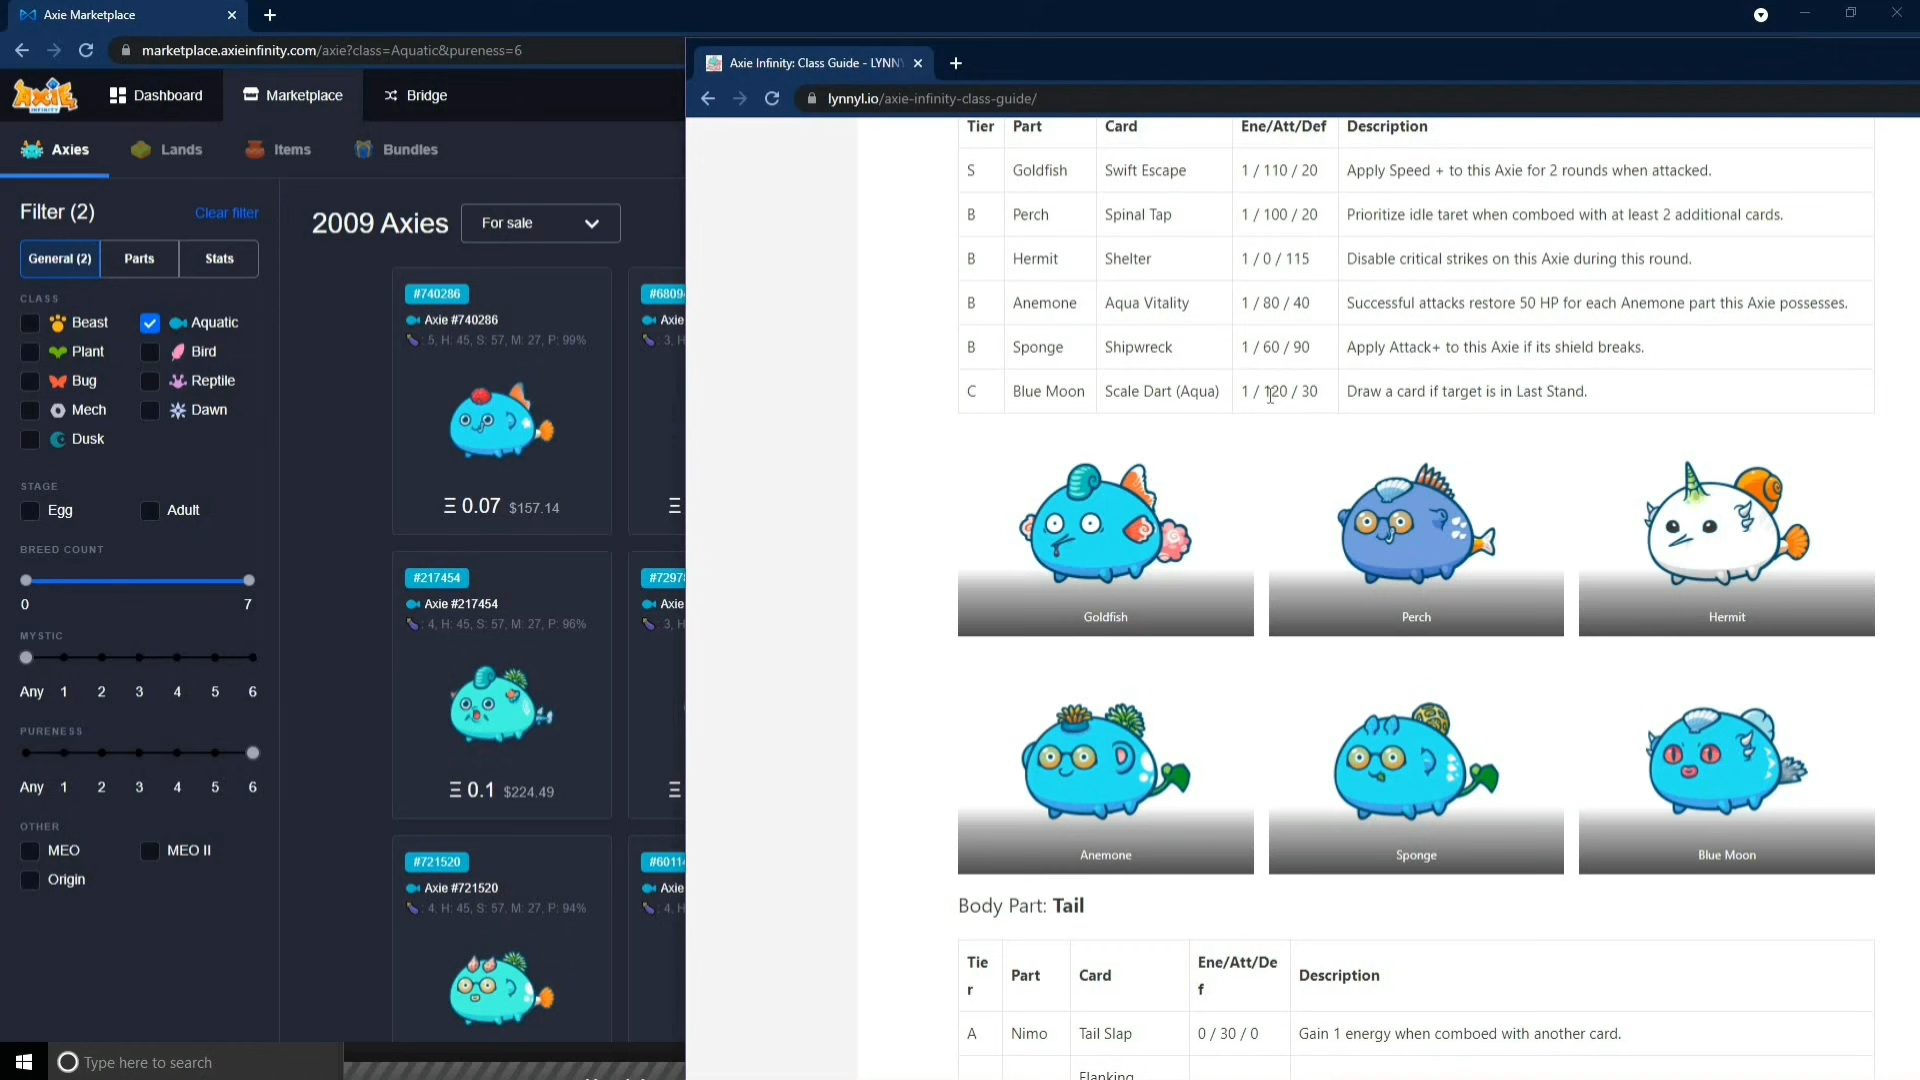 Axie Marketplace
marketplace.axieinfinity.com/axie?class=Aquatic&pureness=6
AXIE
INFINITY
Dashboard
Marketplace
Bridge
Axies
Lands
Items
Bundles
Filter (2)
Clear filter
General (2)
Parts
Stats
CLASS
Beast
Aquatic
Plant
Bird
Bug
Reptile
Mech
Dawn
Dusk
STAGE
Egg
Adult
BREED COUNT
0
7
MYSTIC
Any 1 2 3 4 5 6
PURENESS
Any 1 2 3 4 5 6
OTHER
MEO
MEO II
Origin
2009 Axies
For sale
#740286
Axie #740286
: 5, H: 45, S: 57, M: 27, P: 99%
Ξ 0.07 $157.14
#6809
Axie
: 3, H
Ξ
#217454
Axie #217454
: 4, H: 45, S: 57, M: 27, P: 96%
Ξ 0.1 $224.49
#7297
Axie
: 3, H
Ξ
#721520
Axie #721520
: 4, H: 45, S: 57, M: 27, P: 94%
#6011
Axie
: 4, H
Type here to search
Axie Infinity: Class Guide - LYNN
lynnyl.io/axie-infinity-class-guide/
Tier Part Card Ene/Att/Def Description
S Goldfish Swift Escape 1 / 110 / 20 Apply Speed + to this Axie for 2 rounds when attacked.
B Perch Spinal Tap 1 / 100 / 20 Prioritize idle taret when comboed with at least 2 additional cards.
B Hermit Shelter 1 / 0 / 115 Disable critical strikes on this Axie during this round.
B Anemone Aqua Vitality 1 / 80 / 40 Successful attacks restore 50 HP for each Anemone part this Axie possesses.
B Sponge Shipwreck 1 / 60 / 90 Apply Attack+ to this Axie if its shield breaks.
C Blue Moon Scale Dart (Aqua) 1 / 120 / 30 Draw a card if target is in Last Stand.
Goldfish
Perch
Hermit
Anemone
Sponge
Blue Moon
Body Part: Tail
Tie
r
Part
Card
Ene/Att/De
f
Description
A Nimo Tail Slap 0 / 30 / 0 Gain 1 energy when comboed with another card.
Flanking